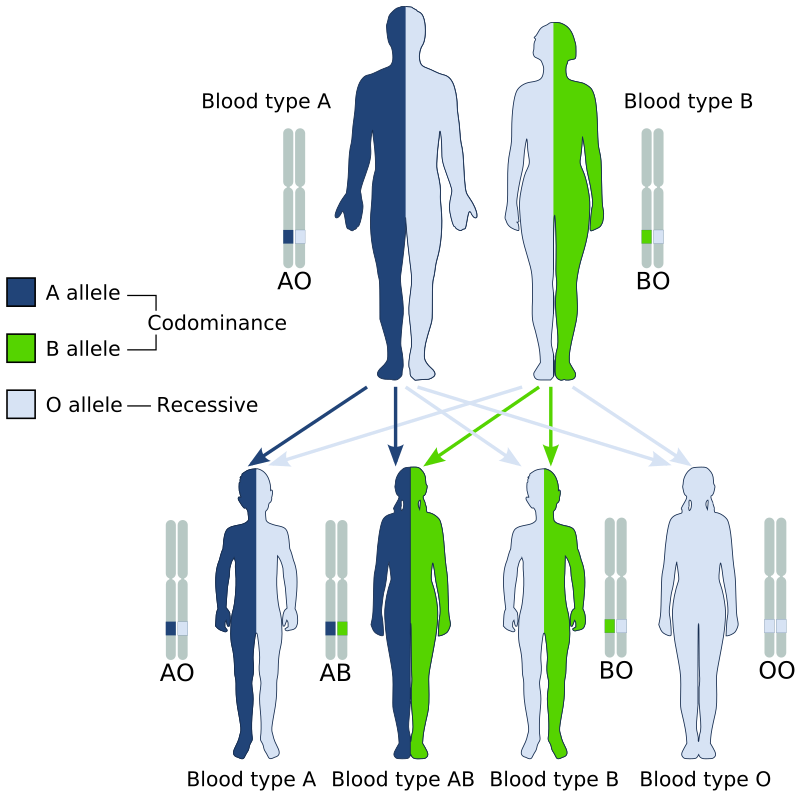 Blood type A
Blood type B
AO
BO
A allele
Codominance
B allele
O allele
Recessive
AO
AB
BO
OO
Blood type A
Blood type AB
Blood type B
Blood type O